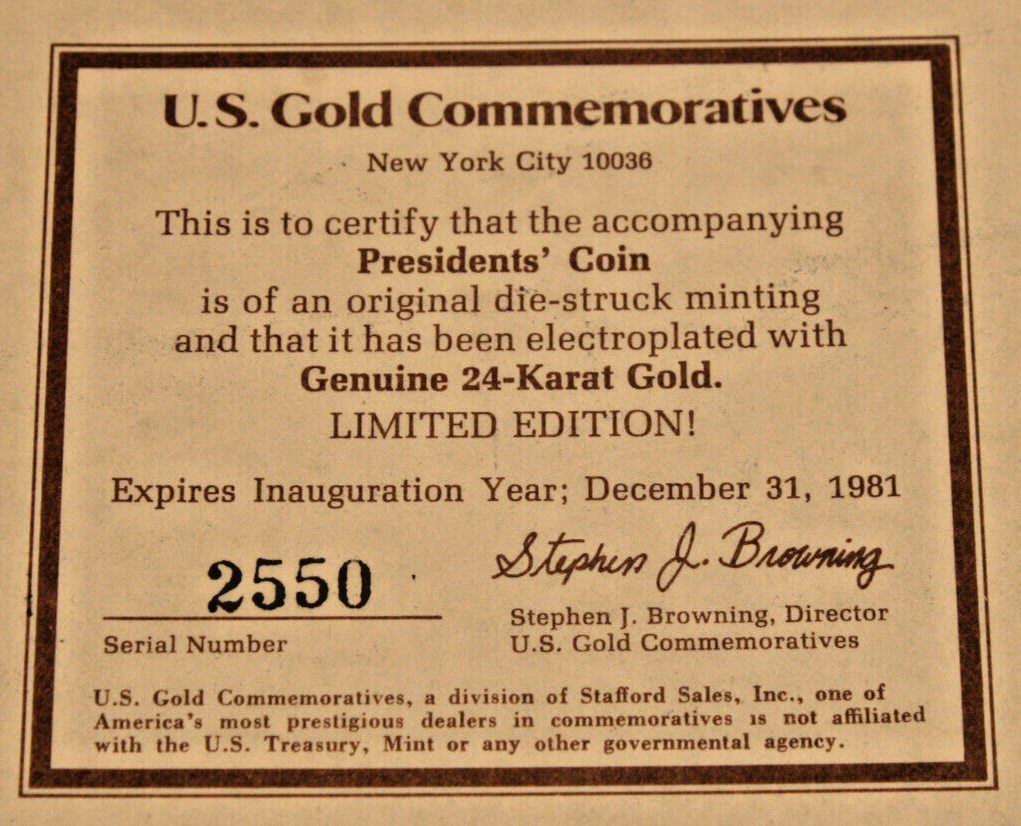 U.S. Gold Commemoratives
New York City 10036
This is to certify that the accompanying
Presidents' Coin
is of an original die-struck minting
and that it has been electroplated with
Genuine 24-Karat Gold.
LIMITED EDITION!
Expires Inauguration Year; December 31, 1981
2550
Serial Number
Stephen J. Browning
Stephen J. Browning, Director
U.S. Gold Commemoratives
U.S. Gold Commemoratives, a division of Stafford Sales, Inc., one of
America's most prestigious dealers in commemoratives is not affiliated
with the U.S. Treasury, Mint or any other governmental agency.